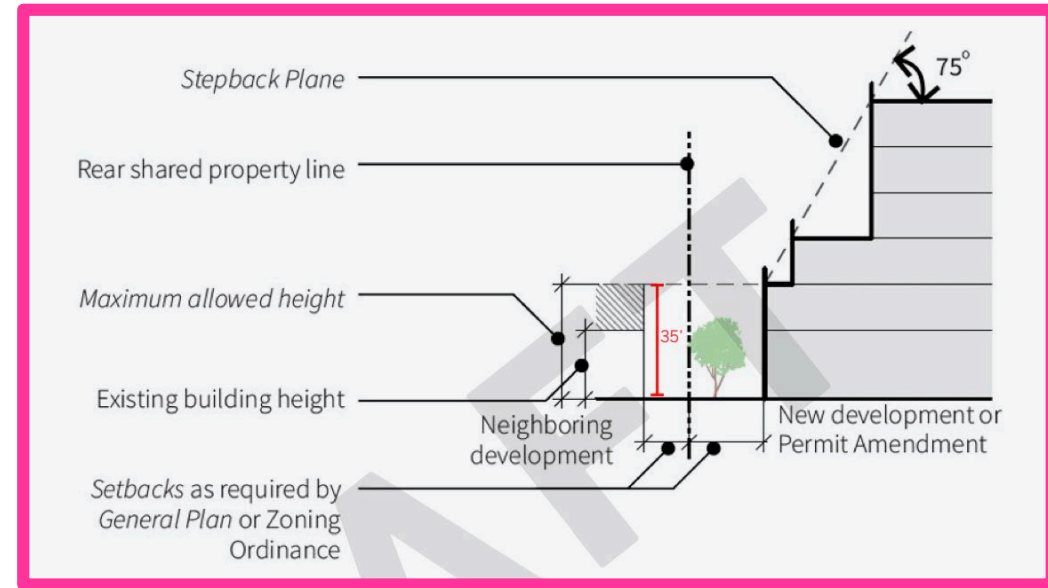 Stepback Plane
75°
Rear shared property line
Maximum allowed height
35'
Existing building height
Neighboring
development
New development or
Permit Amendment
Setbacks as required by
General Plan or Zoning
Ordinance